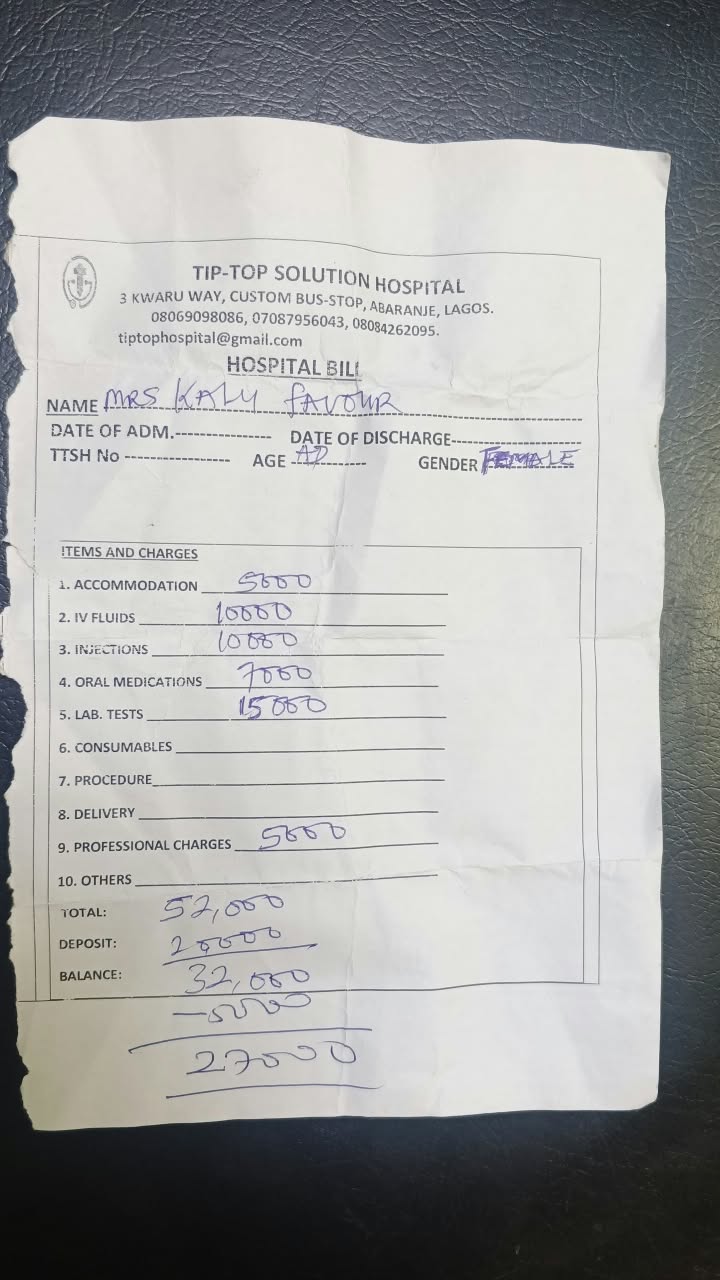 TIP-TOP SOLUTION HOSPITAL
3 KWARU WAY, CUSTOM BUS-STOP, ABARANJE, LAGOS.
08069098086, 07087956043, 08084262095.
tiptophospital@gmail.com
HOSPITAL BILL
NAME MRS KALU FAVOUR
DATE OF ADM.---------------- DATE OF DISCHARGE---------------------
TTSH No ----------------- AGE AD GENDER FEMALE
ITEMS AND CHARGES
1. ACCOMMODATION 5000
2. IV FLUIDS 10000
3. INJECTIONS 10000
4. ORAL MEDICATIONS 7000
5. LAB. TESTS 15000
6. CONSUMABLES
7. PROCEDURE
8. DELIVERY
9. PROFESSIONAL CHARGES 5000
10. OTHERS
TOTAL: 52,000
DEPOSIT: 20000
BALANCE: 32,000
-5000
27000